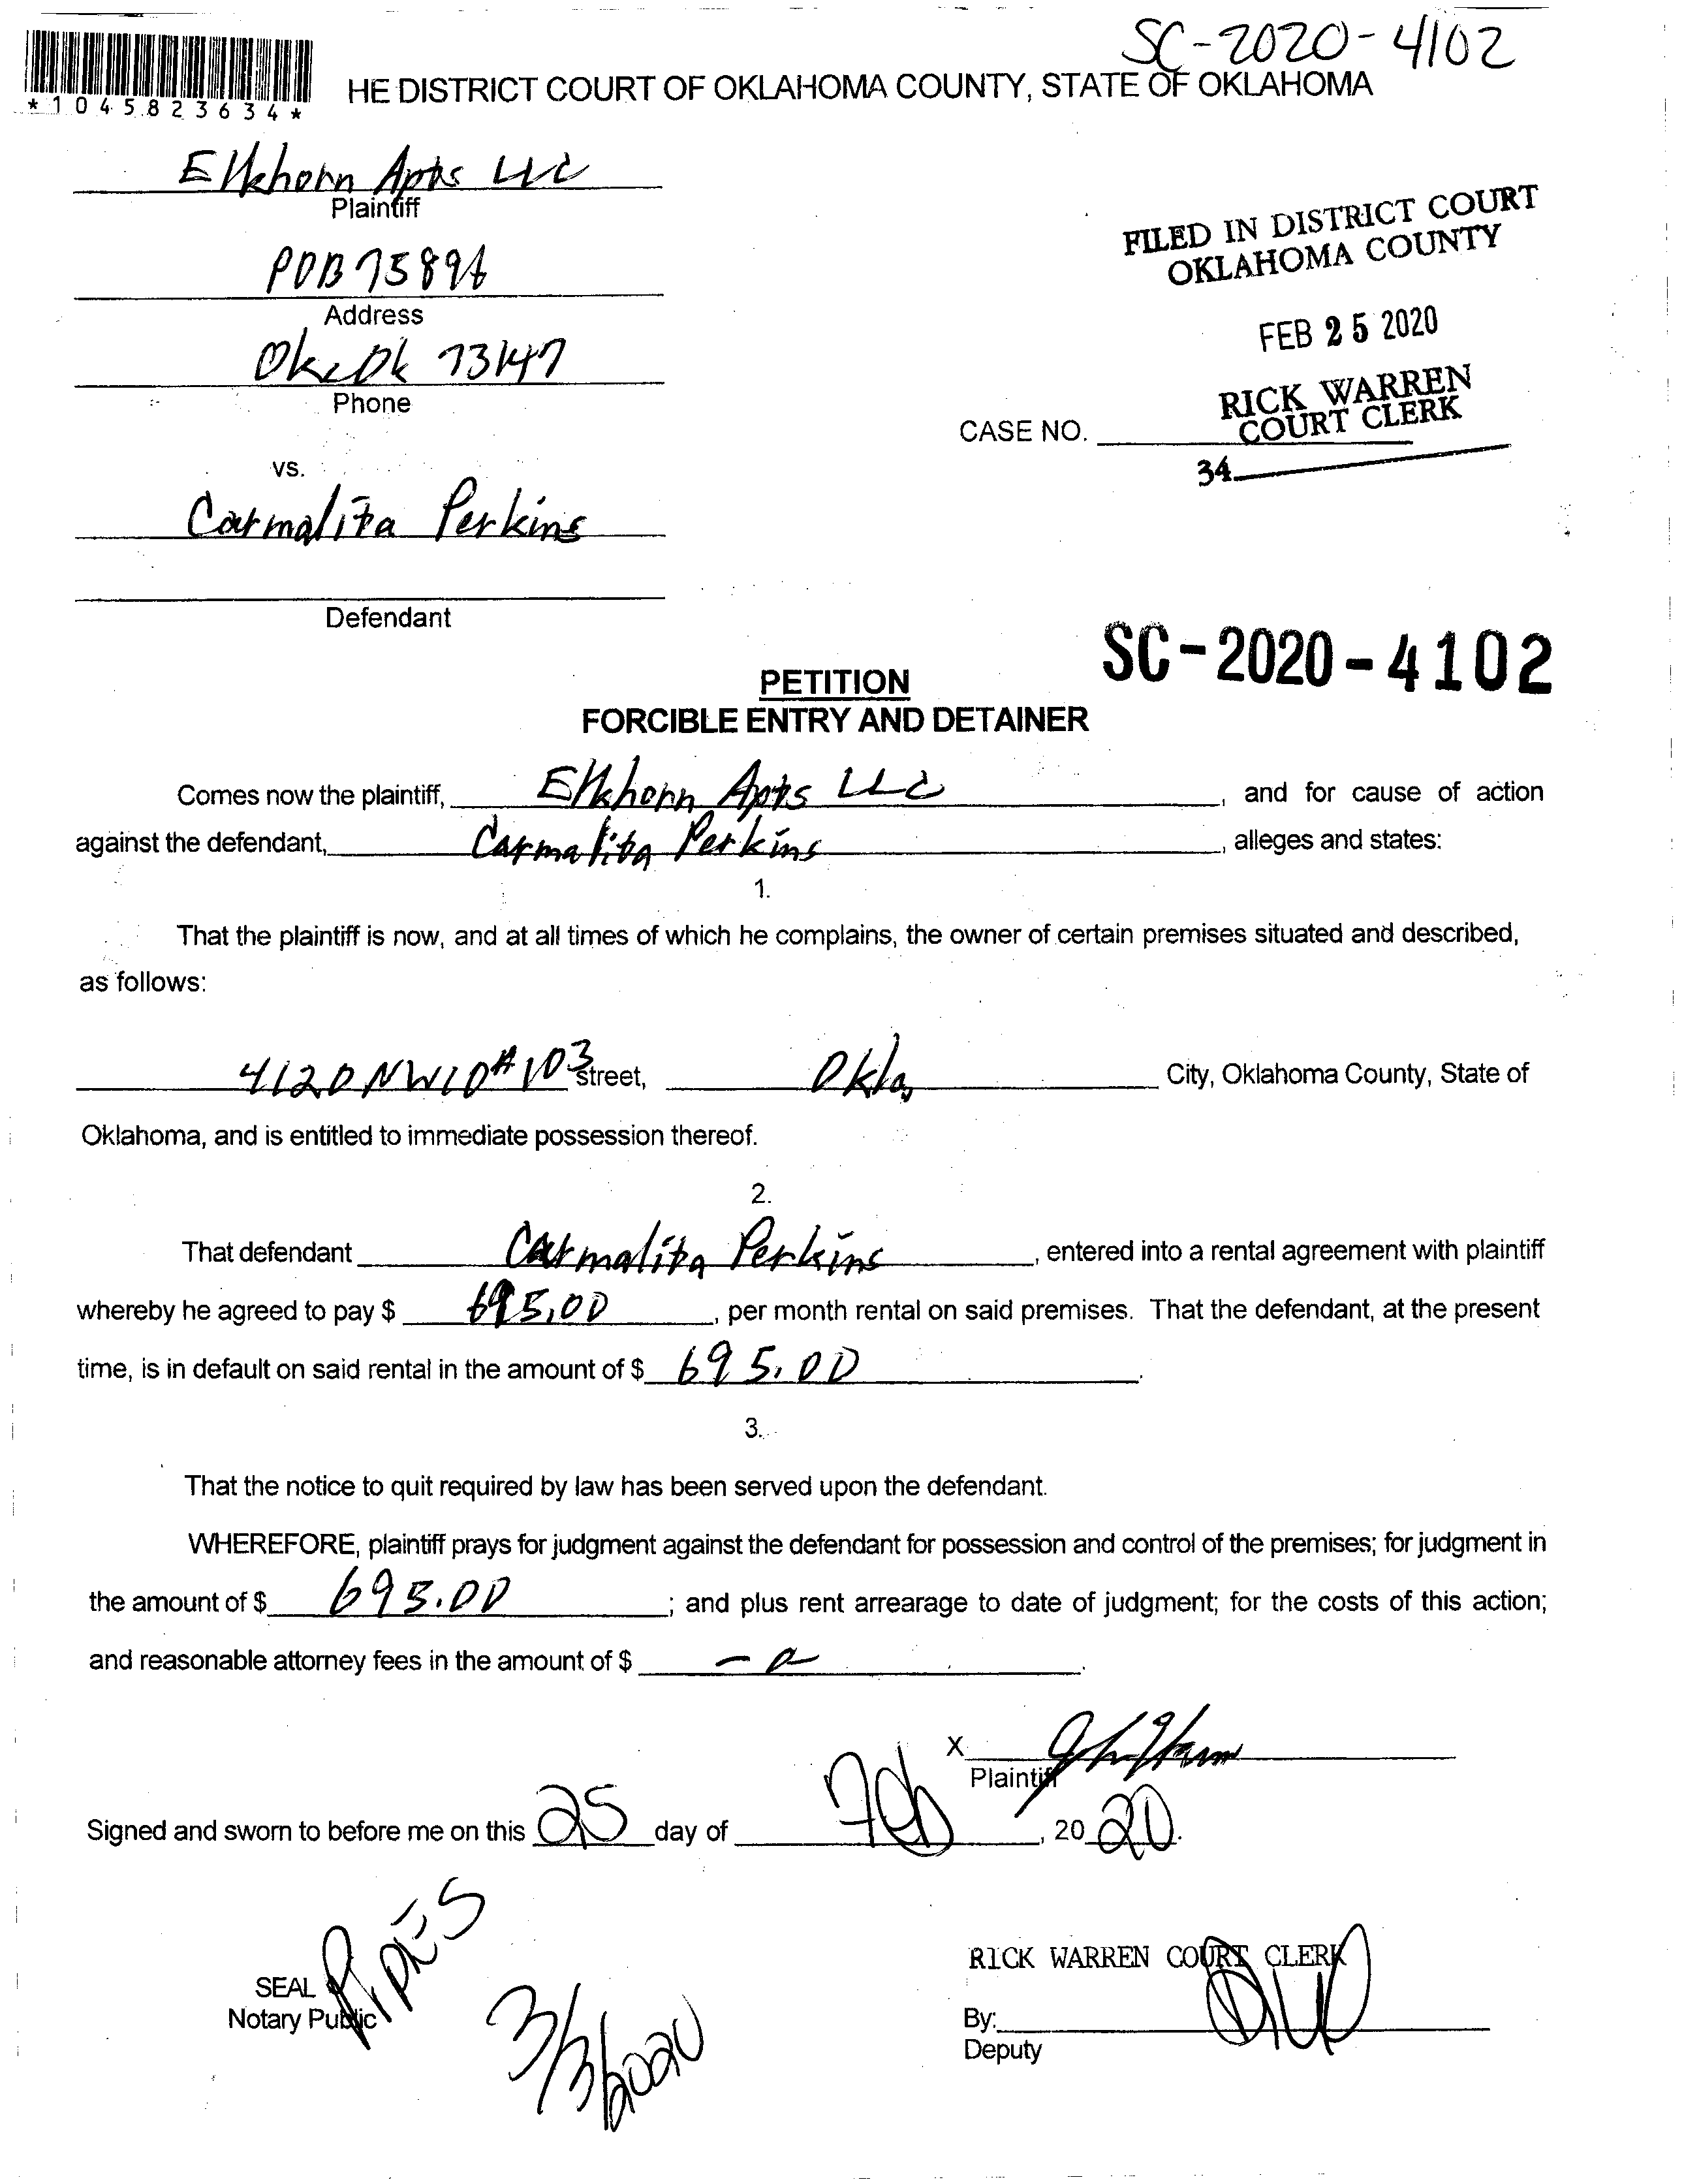 SC-2020-4102
*1045823634*
HE DISTRICT COURT OF OKLAHOMA COUNTY, STATE OF OKLAHOMA
Elkhorn Apts LLC
Plaintiff
POB 75896
Address
Okc Ok 73147
Phone
FILED IN DISTRICT COURT
OKLAHOMA COUNTY
FEB 25 2020
RICK WARREN
COURT CLERK
CASE NO.
34
vs.
Carmalita Perkins
Defendant
SC-2020-4102
PETITION
FORCIBLE ENTRY AND DETAINER
Comes now the plaintiff, Elkhorn Apts LLC, and for cause of action
against the defendant, Carmalita Perkins, alleges and states:
1.
That the plaintiff is now, and at all times of which he complains, the owner of certain premises situated and described,
as follows:
4120 NW10 #103 Street, Okla, City, Oklahoma County, State of
Oklahoma, and is entitled to immediate possession thereof.
2.
That defendant Carmalita Perkins, entered into a rental agreement with plaintiff
whereby he agreed to pay $ 695.00, per month rental on said premises. That the defendant, at the present
time, is in default on said rental in the amount of $ 695.00.
3.
That the notice to quit required by law has been served upon the defendant.
WHEREFORE, plaintiff prays for judgment against the defendant for possession and control of the premises; for judgment in
the amount of $ 695.00; and plus rent arrearage to date of judgment; for the costs of this action;
and reasonable attorney fees in the amount of $ -0-.
X
Plaintiff
Signed and sworn to before me on this 25 day of Feb, 2020.
Pipes
SEAL
Notary Public
3/3/2020
RICK WARREN COURT CLERK
By:
Deputy